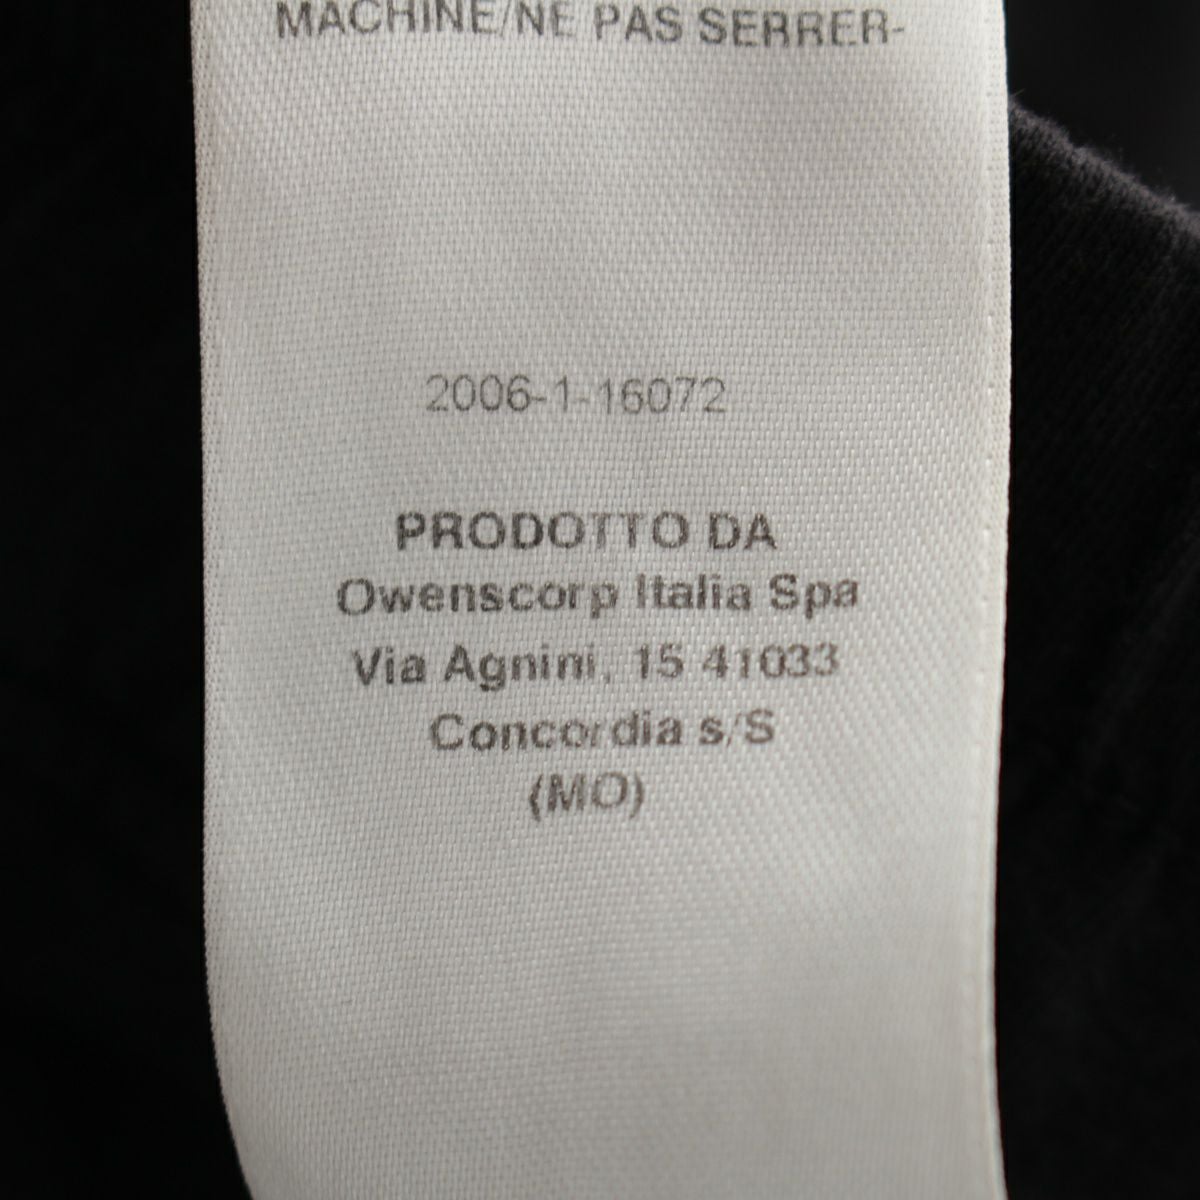 MACHINE/NE PAS SERRER-
2006-1-16072
PRODOTTO DA
Owenscorp Italia Spa
Via Agnini, 15 41033
Concordia s/S
(MO)